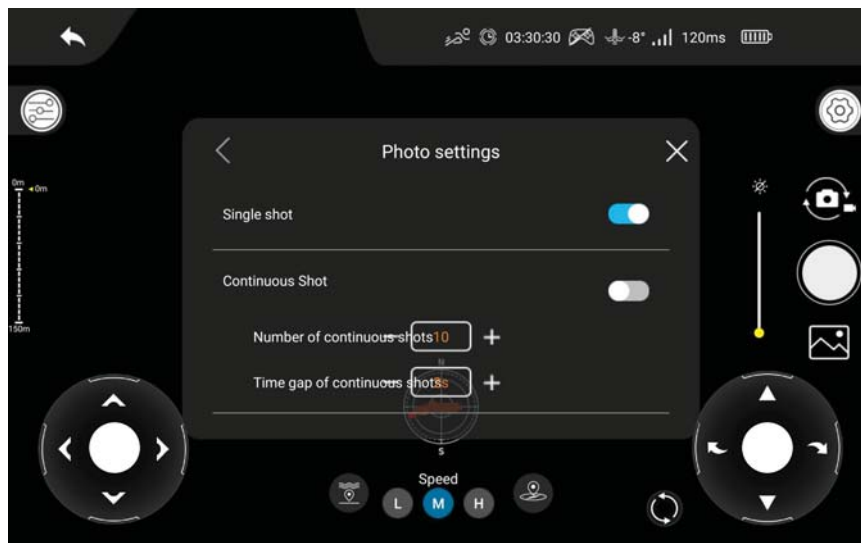 03:30:30 -8° 120ms
Photo settings
0m 0m
Single shot
Continuous Shot
150m
Number of continuous shots 10
N
Time gap of continuous shots
S
Speed
L M H